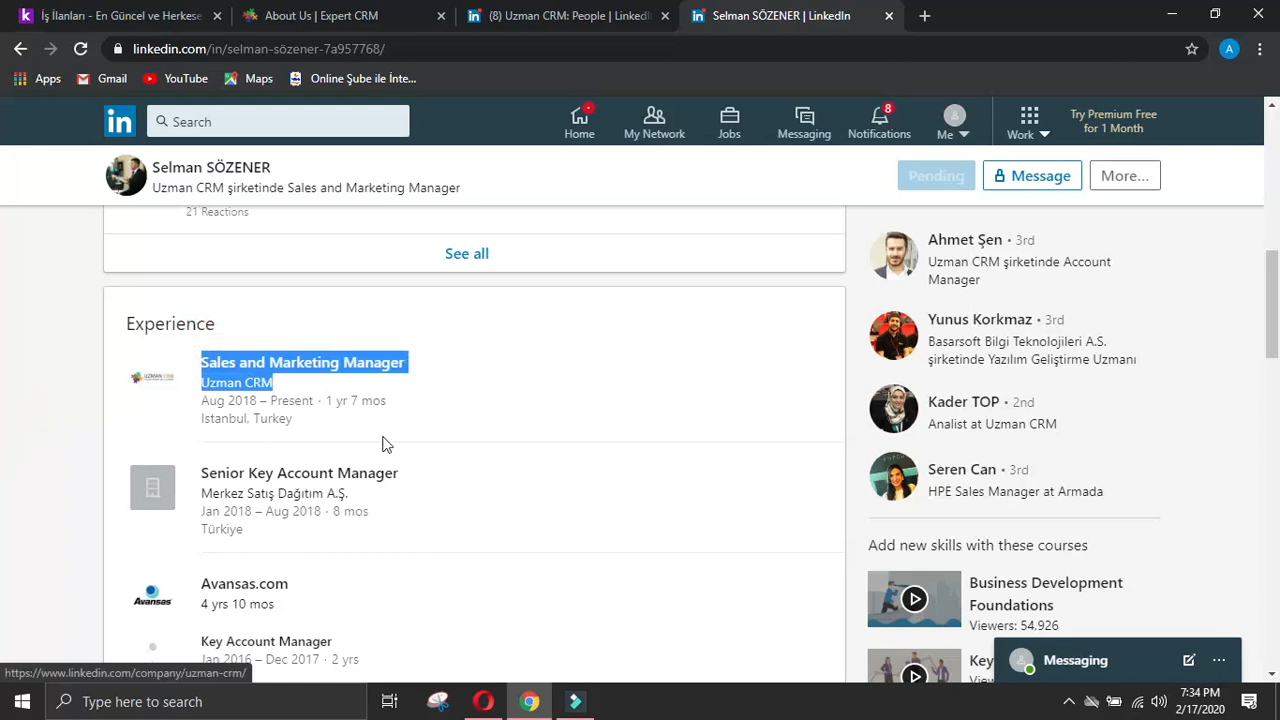 İş İlanları - En Güncel ve Herkese
About Us | Expert CRM
(8) Uzman CRM: People | LinkedIn
Selman SÖZENER | LinkedIn
linkedin.com/in/selman-sözener-7a957768/
A
Apps
Gmail
YouTube
Maps
Online Şube ile İnte...
in
Search
Home
My Network
Jobs
Messaging
8
Notifications
Me
Work
Try Premium Free
for 1 Month
Selman SÖZENER
Uzman CRM şirketinde Sales and Marketing Manager
Pending
Message
More...
21 Reactions
See all
Experience
Sales and Marketing Manager
Uzman CRM
Aug 2018 – Present · 1 yr 7 mos
Istanbul, Turkey
Senior Key Account Manager
Merkez Satış Dağıtım A.Ş.
Jan 2018 – Aug 2018 · 8 mos
Türkiye
Avansas
Avansas.com
4 yrs 10 mos
Key Account Manager
Jan 2016 – Dec 2017 · 2 yrs
Ahmet Şen • 3rd
Uzman CRM şirketinde Account
Manager
Yunus Korkmaz • 3rd
Basarsoft Bilgi Teknolojileri A.S.
şirketinde Yazılım Geliştirme Uzmanı
Kader TOP • 2nd
Analist at Uzman CRM
Seren Can • 3rd
HPE Sales Manager at Armada
Add new skills with these courses
Business Development
Foundations
Viewers: 54,926
Messaging
https://www.linkedin.com/company/uzman-crm/
Type here to search
7:34 PM
2/17/2020